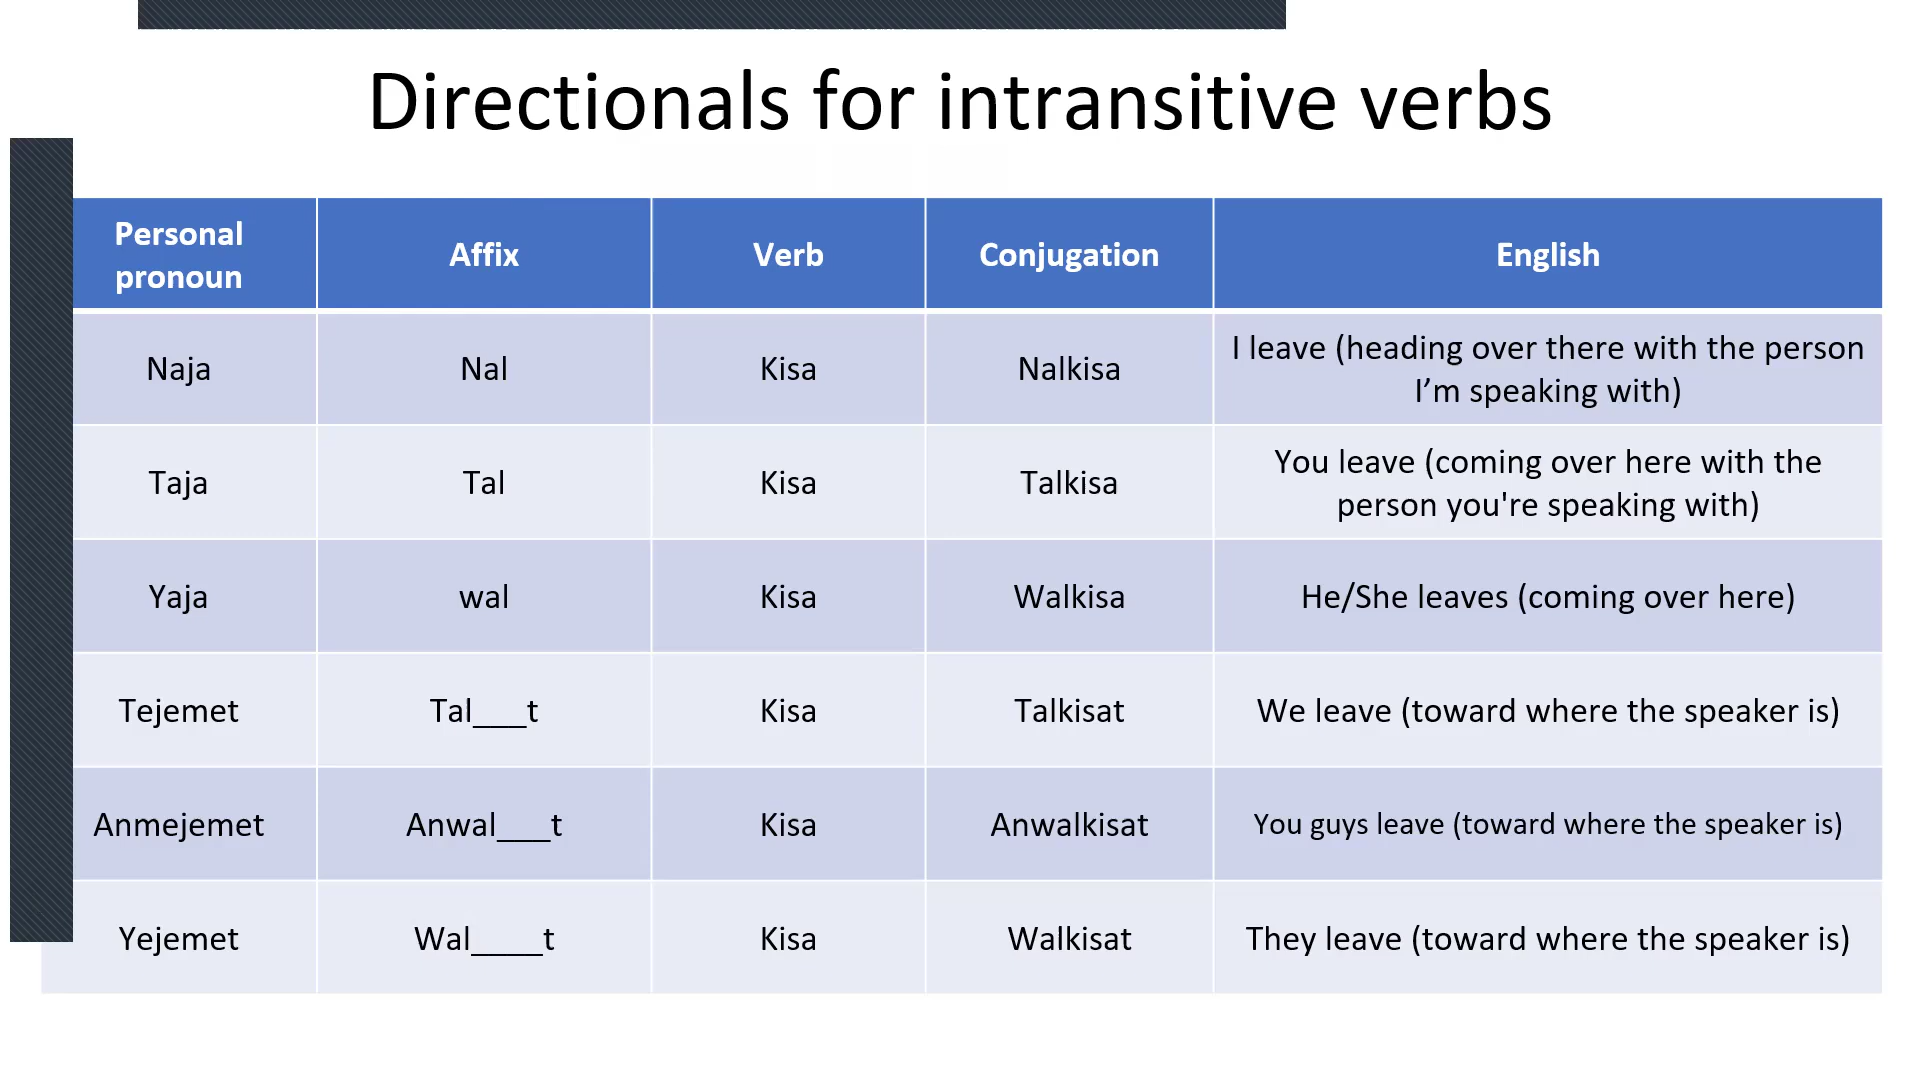 Directionals for intransitive verbs
Personal pronoun Affix Verb Conjugation English
Naja Nal Kisa Nalkisa I leave (heading over there with the person I’m speaking with)
Taja Tal Kisa Talkisa You leave (coming over here with the person you're speaking with)
Yaja wal Kisa Walkisa He/She leaves (coming over here)
Tejemet Tal___t Kisa Talkisat We leave (toward where the speaker is)
Anmejemet Anwal___t Kisa Anwalkisat You guys leave (toward where the speaker is)
Yejemet Wal____t Kisa Walkisat They leave (toward where the speaker is)